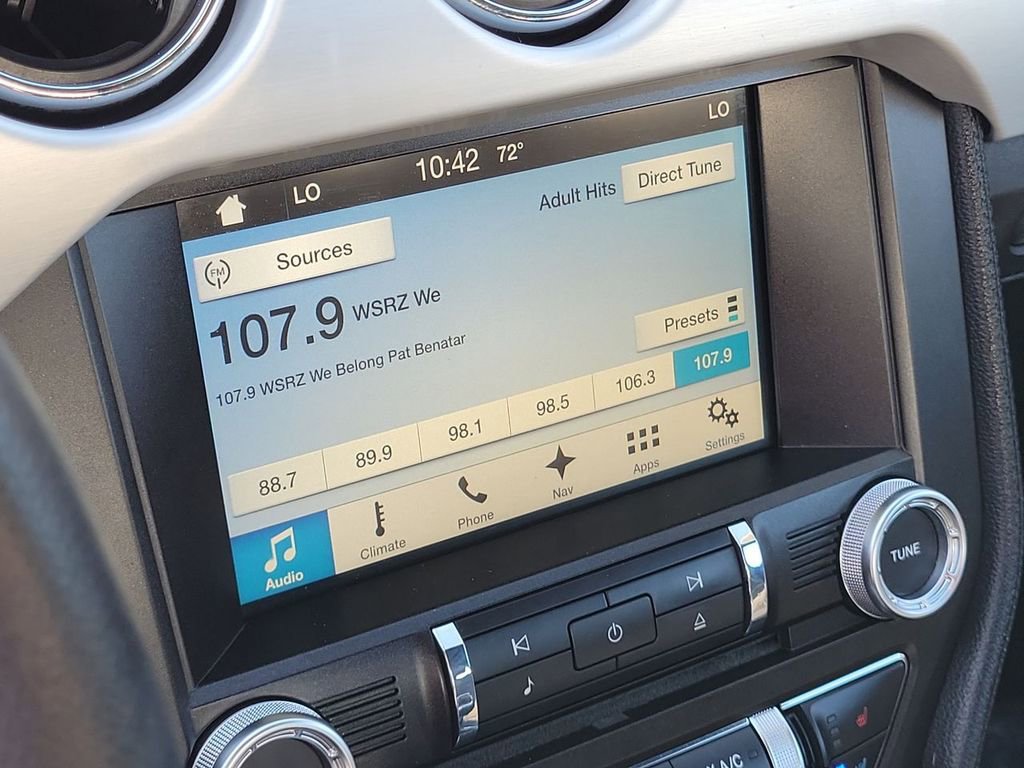 LO 10:42 72° LO
FM Sources
Adult Hits Direct Tune
107.9 WSRZ We
107.9 WSRZ We Belong Pat Benatar
Presets
88.7 89.9 98.1 98.5 106.3 107.9
Audio Climate Phone Nav Apps Settings
TUNE
A/C